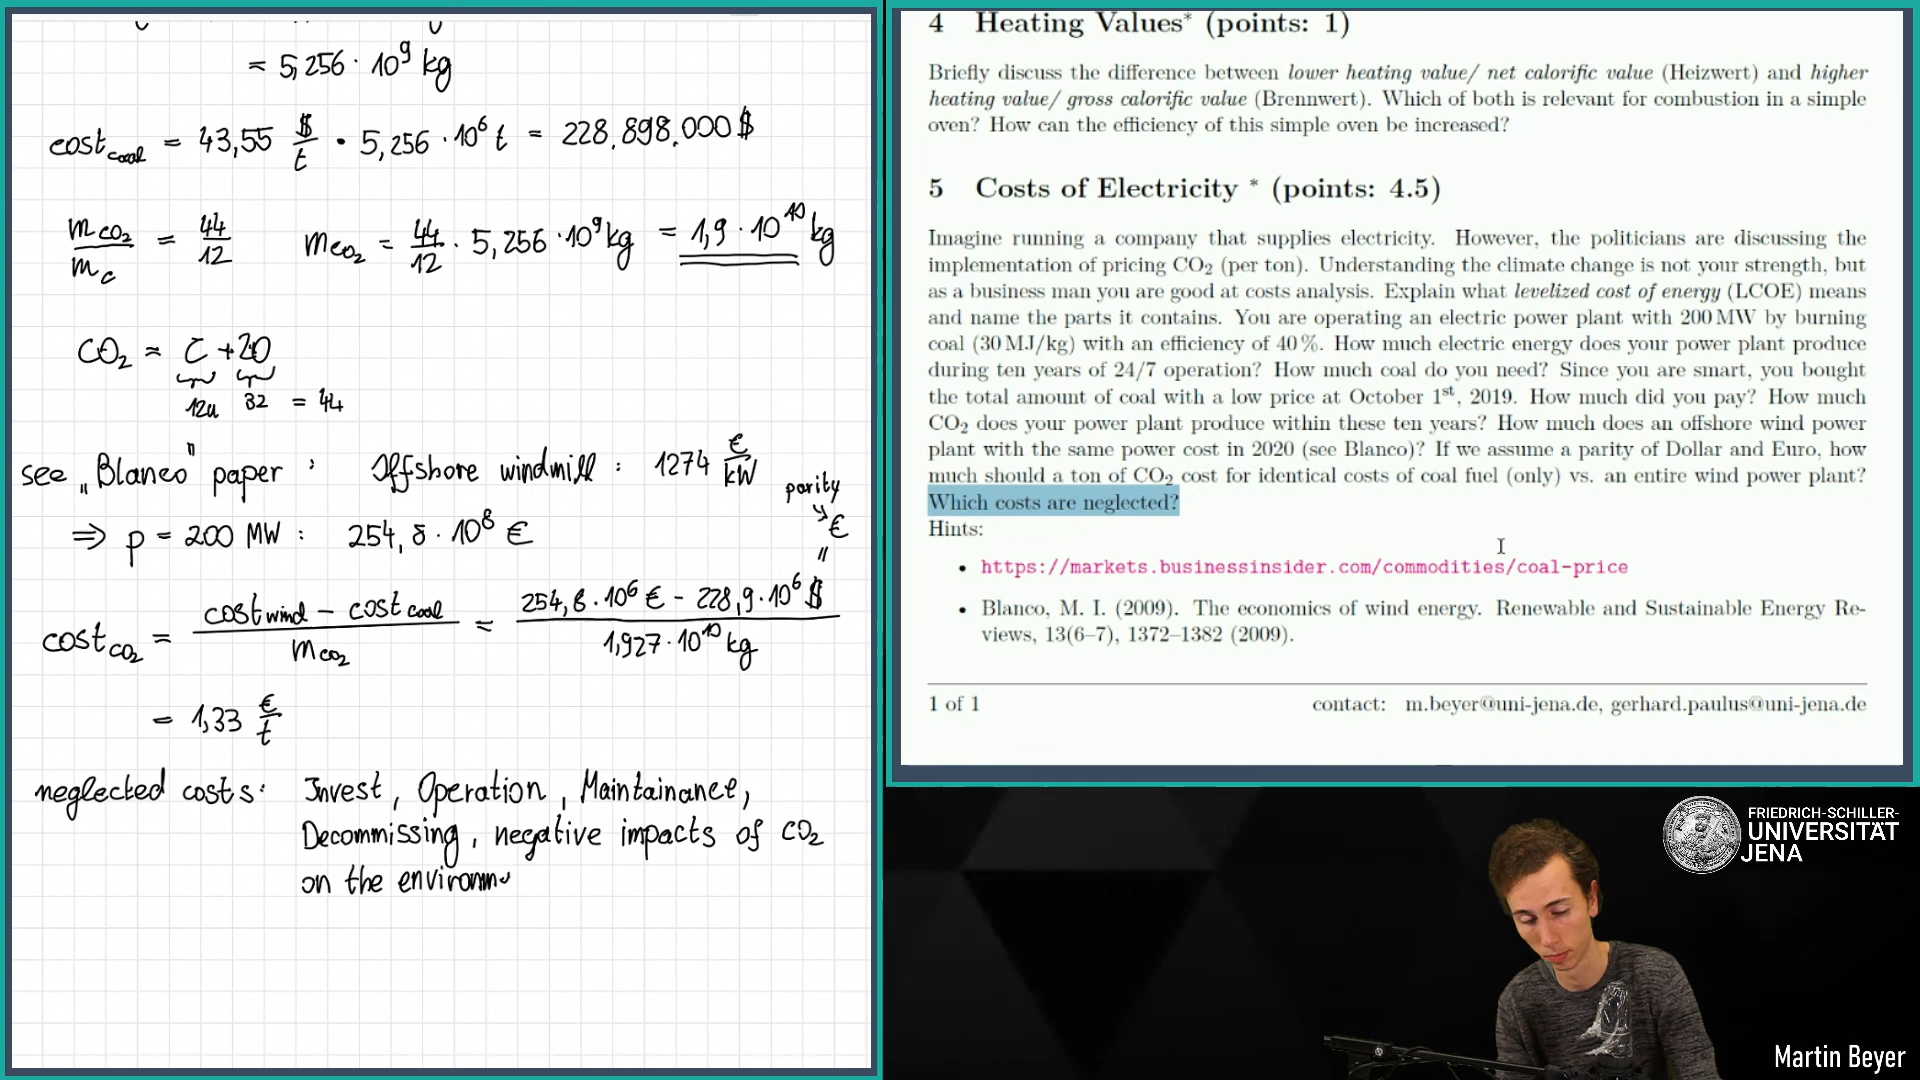 = 5,256 · 10⁹ kg
cost_coal = 43,55 $/t · 5,256 · 10⁶ t = 228.898.000 $
m_CO₂/m_C = 44/12 m_CO₂ = 44/12 · 5,256 · 10⁹ kg = 1,9 · 10¹⁰ kg
CO₂ = C + 2O
12u 32 = 44
see „Blanco" paper : Offshore windmill : 1274 €/kW
parity
⇒ p = 200 MW : 254,8 · 10⁸ € €
cost_CO₂ = (cost_wind − cost_coal)/m_CO₂ = (254,8 · 10⁶ € − 228,9 · 10⁶ $)/(1,927 · 10¹⁰ kg)
= 1,33 €/t
neglected costs: Invest, Operation, Maintainance,
Decommissing, negative impacts of CO₂
on the environm
4 Heating Values* (points: 1)
Briefly discuss the difference between lower heating value/ net calorific value (Heizwert) and higher
heating value/ gross calorific value (Brennwert). Which of both is relevant for combustion in a simple
oven? How can the efficiency of this simple oven be increased?
5 Costs of Electricity * (points: 4.5)
Imagine running a company that supplies electricity. However, the politicians are discussing the
implementation of pricing CO₂ (per ton). Understanding the climate change is not your strength, but
as a business man you are good at costs analysis. Explain what levelized cost of energy (LCOE) means
and name the parts it contains. You are operating an electric power plant with 200 MW by burning
coal (30 MJ/kg) with an efficiency of 40 %. How much electric energy does your power plant produce
during ten years of 24/7 operation? How much coal do you need? Since you are smart, you bought
the total amount of coal with a low price at October 1st, 2019. How much did you pay? How much
CO₂ does your power plant produce within these ten years? How much does an offshore wind power
plant with the same power cost in 2020 (see Blanco)? If we assume a parity of Dollar and Euro, how
much should a ton of CO₂ cost for identical costs of coal fuel (only) vs. an entire wind power plant?
Which costs are neglected?
Hints:
• https://markets.businessinsider.com/commodities/coal-price
• Blanco, M. I. (2009). The economics of wind energy. Renewable and Sustainable Energy Re-
views, 13(6–7), 1372–1382 (2009).
1 of 1 contact: m.beyer@uni-jena.de, gerhard.paulus@uni-jena.de
FRIEDRICH-SCHILLER-
UNIVERSITÄT
JENA
Martin Beyer